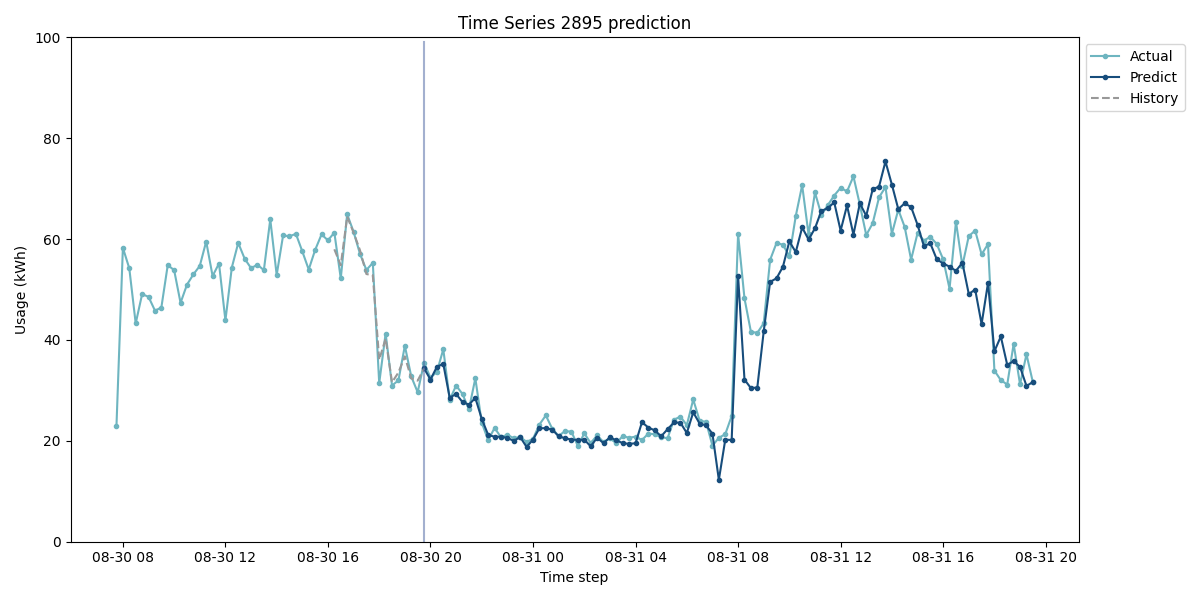 Time Series 2895 prediction
100
80
60
40
20
0
Usage (kWh)
08-30 08
08-30 12
08-30 16
08-30 20
08-31 00
08-31 04
08-31 08
08-31 12
08-31 16
08-31 20
Time step
Actual
Predict
History